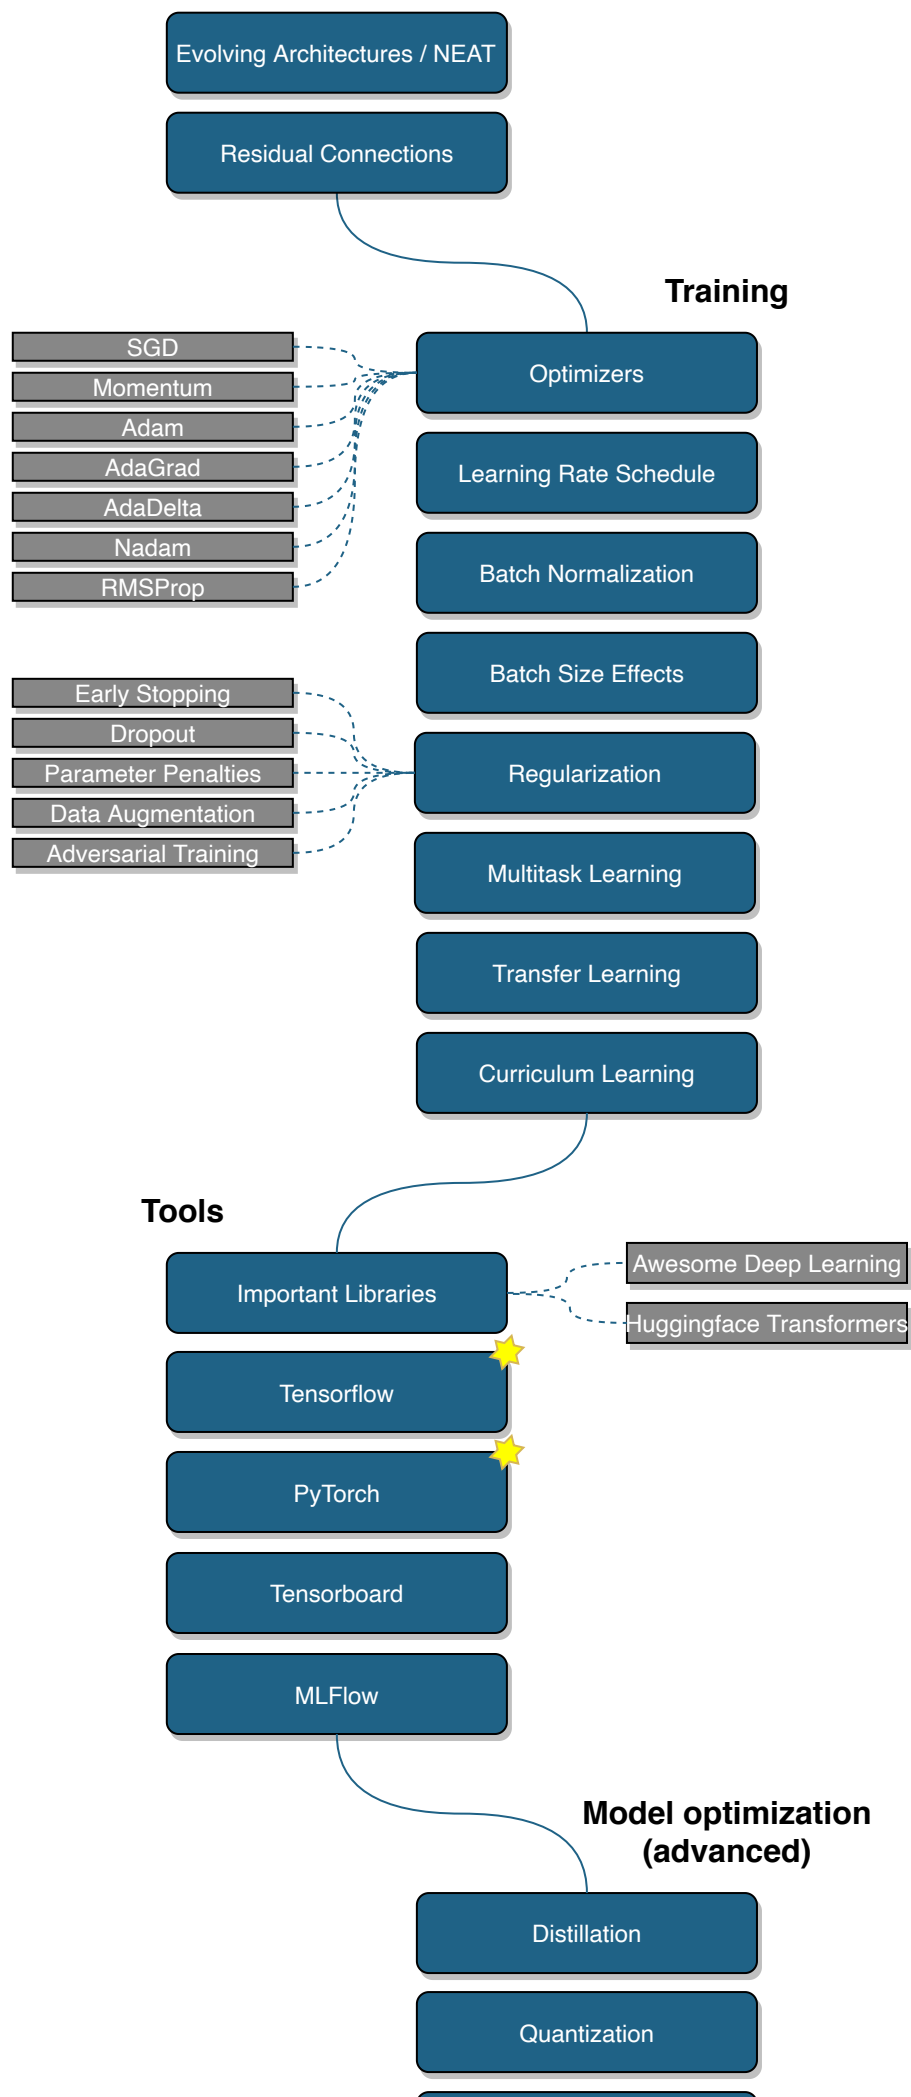 Evolving Architectures / NEAT
Residual Connections
Training
SGD
Momentum
Adam
AdaGrad
AdaDelta
Nadam
RMSProp
Optimizers
Learning Rate Schedule
Batch Normalization
Batch Size Effects
Early Stopping
Dropout
Parameter Penalties
Data Augmentation
Adversarial Training
Regularization
Multitask Learning
Transfer Learning
Curriculum Learning
Tools
Important Libraries
Awesome Deep Learning
Huggingface Transformers
Tensorflow
PyTorch
Tensorboard
MLFlow
Model optimization
(advanced)
Distillation
Quantization